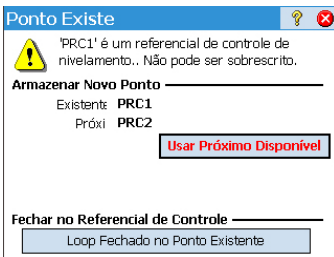 Ponto Existe
'PRC1' é um referencial de controle de
nivelamento.. Não pode ser sobrescrito.
Armazenar Novo Ponto
Existente PRC1
Próxi PRC2
Usar Próximo Disponível
Fechar no Referencial de Controle
Loop Fechado no Ponto Existente